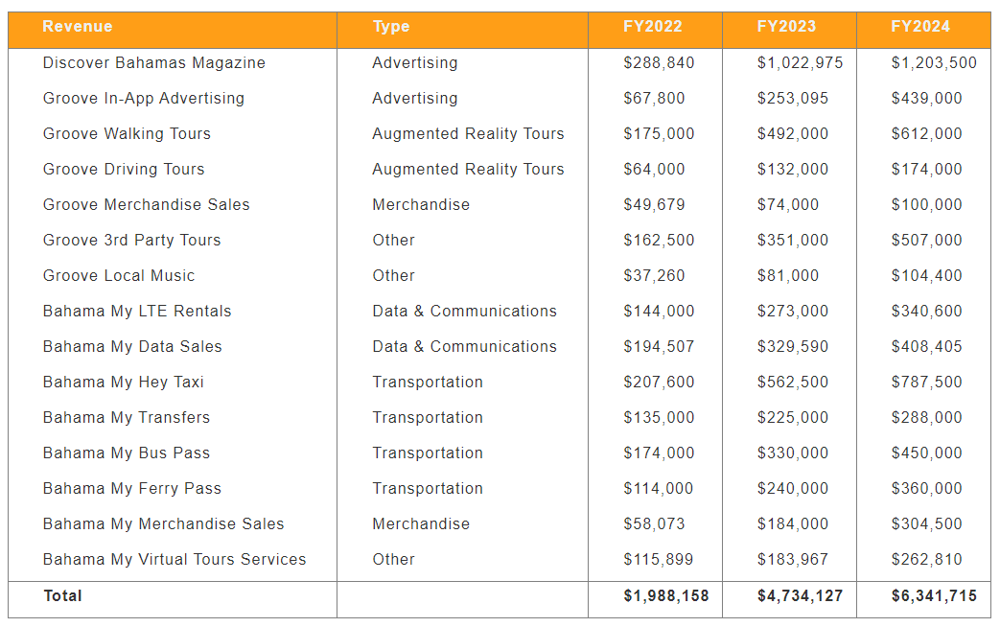 Revenue Type FY2022 FY2023 FY2024
Discover Bahamas Magazine Advertising $288,840 $1,022,975 $1,203,500
Groove In-App Advertising Advertising $67,800 $253,095 $439,000
Groove Walking Tours Augmented Reality Tours $175,000 $492,000 $612,000
Groove Driving Tours Augmented Reality Tours $64,000 $132,000 $174,000
Groove Merchandise Sales Merchandise $49,679 $74,000 $100,000
Groove 3rd Party Tours Other $162,500 $351,000 $507,000
Groove Local Music Other $37,260 $81,000 $104,400
Bahama My LTE Rentals Data & Communications $144,000 $273,000 $340,600
Bahama My Data Sales Data & Communications $194,507 $329,590 $408,405
Bahama My Hey Taxi Transportation $207,600 $562,500 $787,500
Bahama My Transfers Transportation $135,000 $225,000 $288,000
Bahama My Bus Pass Transportation $174,000 $330,000 $450,000
Bahama My Ferry Pass Transportation $114,000 $240,000 $360,000
Bahama My Merchandise Sales Merchandise $58,073 $184,000 $304,500
Bahama My Virtual Tours Services Other $115,899 $183,967 $262,810
Total $1,988,158 $4,734,127 $6,341,715